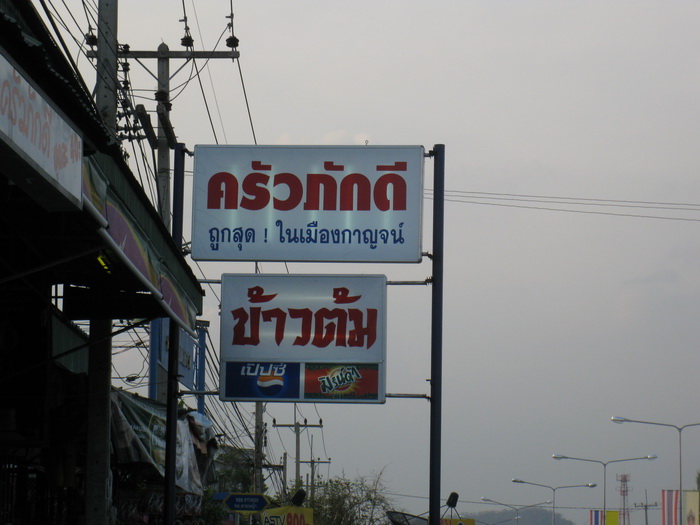 ครัวภักดี
ถูกสุด ! ในเมืองกาญจน์
ข้าวต้ม
เป๊ปซี่
มิรินด้า
ASTV